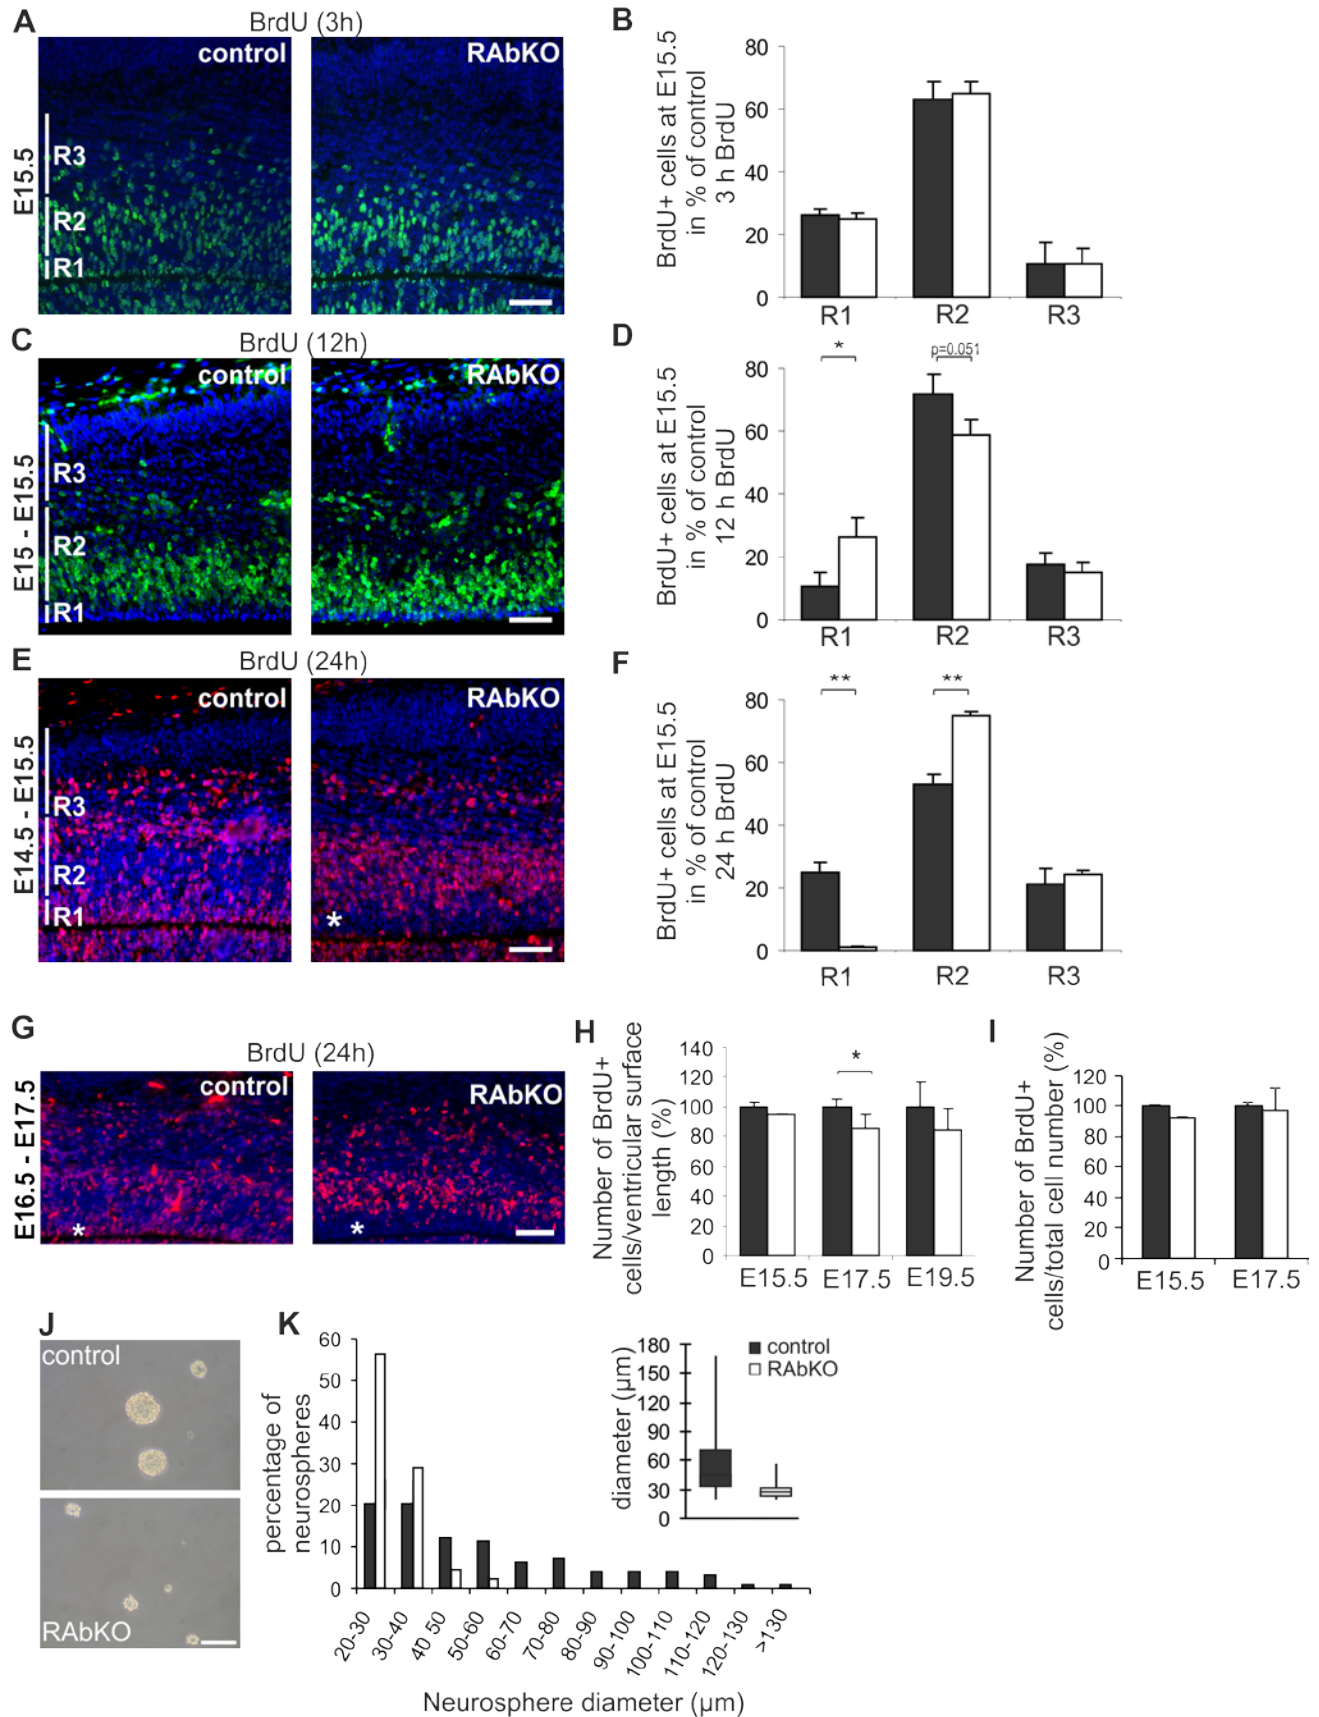 A
BrdU (3h)
control
RAbKO
E15.5
R3
R2
R1
B
BrdU+ cells at E15.5
in % of control
3 h BrdU
80
60
40
20
0
R1
R2
R3
C
BrdU (12h)
control
RAbKO
E15 - E15.5
R3
R2
R1
D
BrdU+ cells at E15.5
in % of control
12 h BrdU
*
p=0.051
80
60
40
20
0
R1
R2
R3
E
BrdU (24h)
control
RAbKO
E14.5 - E15.5
R3
R2
R1
*
F
BrdU+ cells at E15.5
in % of control
24 h BrdU
**
**
80
60
40
20
0
R1
R2
R3
G
BrdU (24h)
control
RAbKO
E16.5 - E17.5
*
*
H
Number of BrdU+
cells/ventricular surface
length (%)
*
140
120
100
80
60
40
20
0
E15.5
E17.5
E19.5
I
Number of BrdU+
cells/total cell number (%)
120
100
80
60
40
20
0
E15.5
E17.5
J
control
RAbKO
K
percentage of
neurospheres
60
50
40
30
20
10
0
20-30
30-40
40 50
50-60
60-70
70-80
80-90
90-100
100-110
110-120
120-130
>130
Neurosphere diameter (μm)
diameter (μm)
180
150
120
90
60
30
0
control
RAbKO